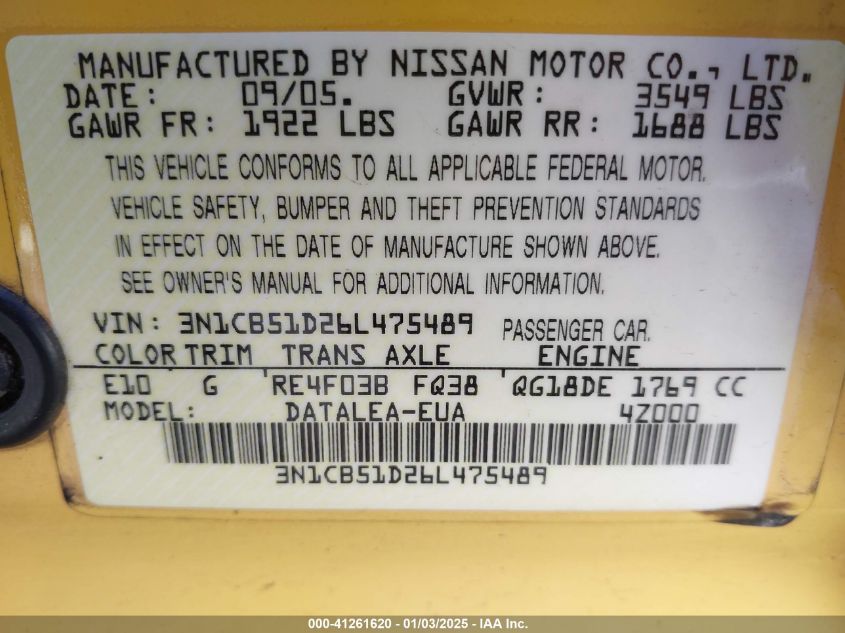 MANUFACTURED BY NISSAN MOTOR CO., LTD.
DATE: 09/05. GVWR: 3549 LBS
GAWR FR: 1922 LBS GAWR RR: 1688 LBS
THIS VEHICLE CONFORMS TO ALL APPLICABLE FEDERAL MOTOR.
VEHICLE SAFETY, BUMPER AND THEFT PREVENTION STANDARDS
IN EFFECT ON THE DATE OF MANUFACTURE SHOWN ABOVE.
SEE OWNER'S MANUAL FOR ADDITIONAL INFORMATION.
VIN: 3N1CB51D26L475489 PASSENGER CAR.
COLOR TRIM TRANS AXLE ENGINE
E10 G RE4F03B FQ38 QG18DE 1769 CC
MODEL: DATALEA-EUA 4Z000
3N1CB51D26L475489
000-41261620 - 01/03/2025 - IAA Inc.